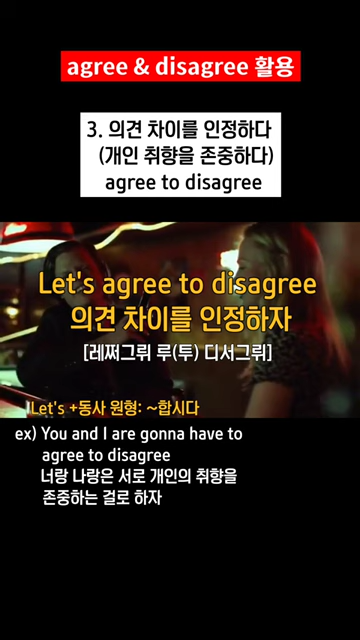 agree & disagree 활용
3. 의견 차이를 인정하다
(개인 취향을 존중하다)
agree to disagree
Let's agree to disagree
의견 차이를 인정하자
[레쩌그뤼 루(투) 디서그뤼]
Let's +동사 원형: ~합시다
ex) You and I are gonna have to
agree to disagree
너랑 나랑은 서로 개인의 취향을
존중하는 걸로 하자